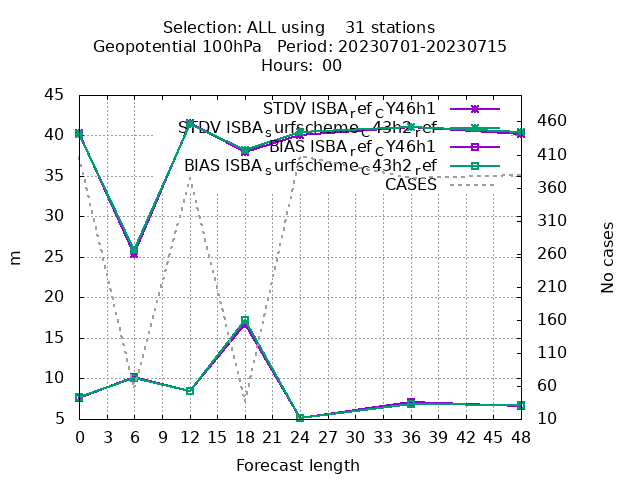 Selection: ALL using    31 stations
Geopotential 100hPa   Period: 20230701-20230715
Hours: 00
45
40
35
30
25
20
15
10
5
m
STDV ISBA_ref_CY46h1
STDV ISBA_surfscheme_C43h2_ref
BIAS ISBA_ref_CY46h1
BIAS ISBA_surfscheme_C43h2_ref
CASES
460
410
360
310
260
210
160
110
60
10
No cases
0 3 6 9 12 15 18 21 24 27 30 33 36 39 42 45 48
Forecast length